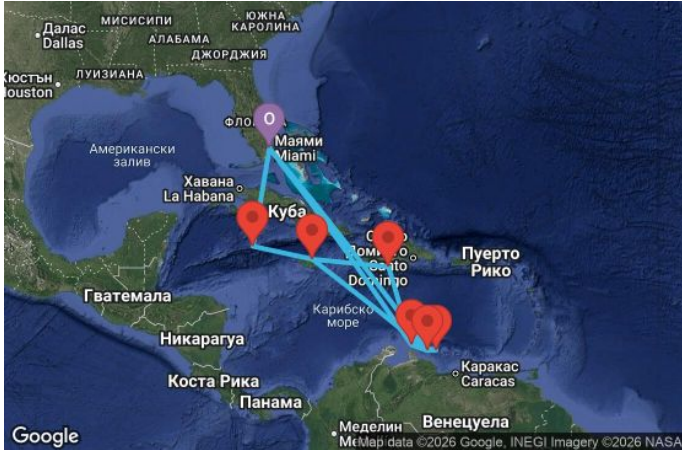 МИСИСИПИ
ЮЖНА
КАРОЛИНА
Далас
Dallas
АЛАБАМА
ДЖОРДЖИЯ
Хюстън
Houston
ЛУИЗИАНА
O
ФЛО
Маями
Miami
Американски
залив
Хавана
La Habana
Куба
Доминго
Santo
Domingo
Пуерто
Рико
Гватемала
Карибско
море
Никарагуа
Коста Рика
Панама
Каракас
Caracas
Меделин
Венецуела
Google
Map data ©2026 Google, INEGI Imagery ©2026 NASA